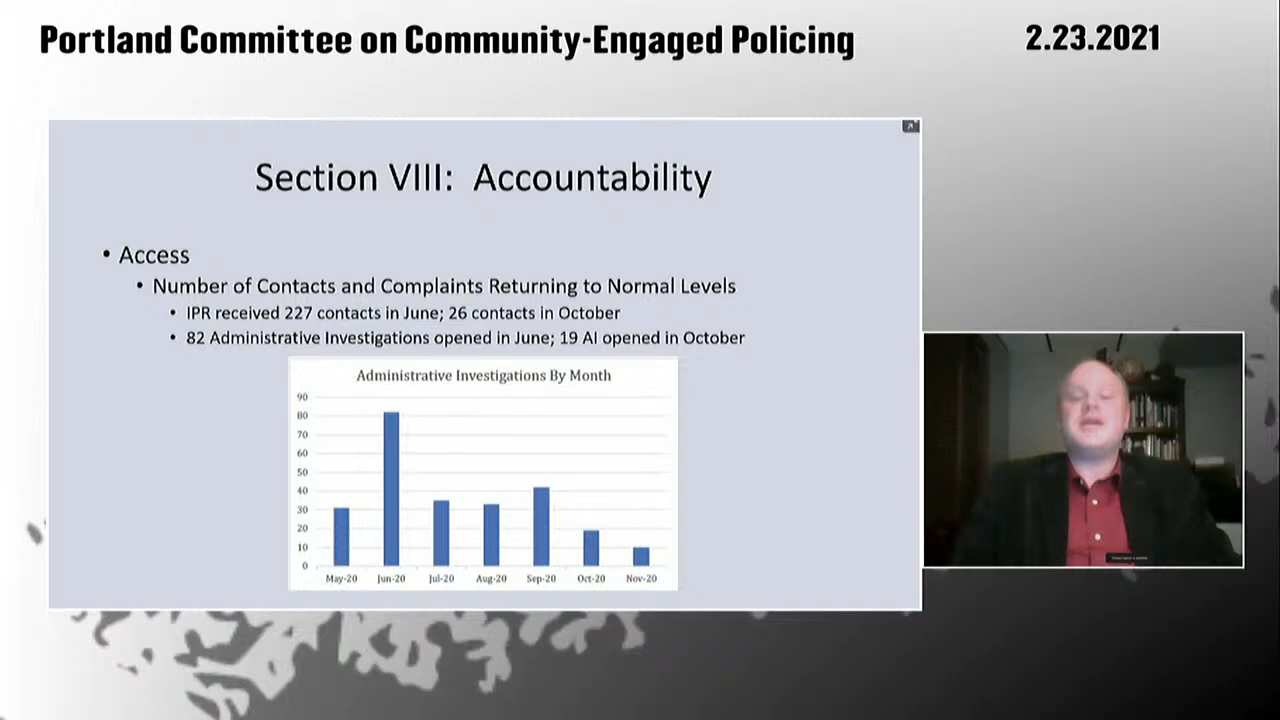 Portland Committee on Community-Engaged Policing
2.23.2021
Section VIII: Accountability
• Access
• Number of Contacts and Complaints Returning to Normal Levels
• IPR received 227 contacts in June; 26 contacts in October
• 82 Administrative Investigations opened in June; 19 AI opened in October
Administrative Investigations By Month
90
80
70
60
50
40
30
20
10
0
May-20 Jun-20 Jul-20 Aug-20 Sep-20 Oct-20 Nov-20